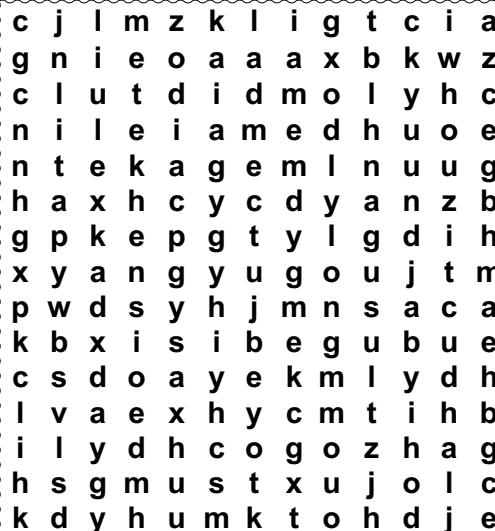 c j l m z k l i g t c i a
g n i e o a a a x b k w z
c l u t d i d m o l y h c
n i l e i a m e d h u o e
n t e k a g e m l n u u g
h a x h c y c d y a n z b
g p k e p g t y l g d i h
x y a n g y u g o u j t m
p w d s y h j m n s a c a
k b x i s i b e g u b u e
c s d o a y e k m l y d h
l v a e x h y c m t i h b
i l y d h c o g o z h a g
h s g m u s t x u j o l c
k d y h u m k t o h d j e